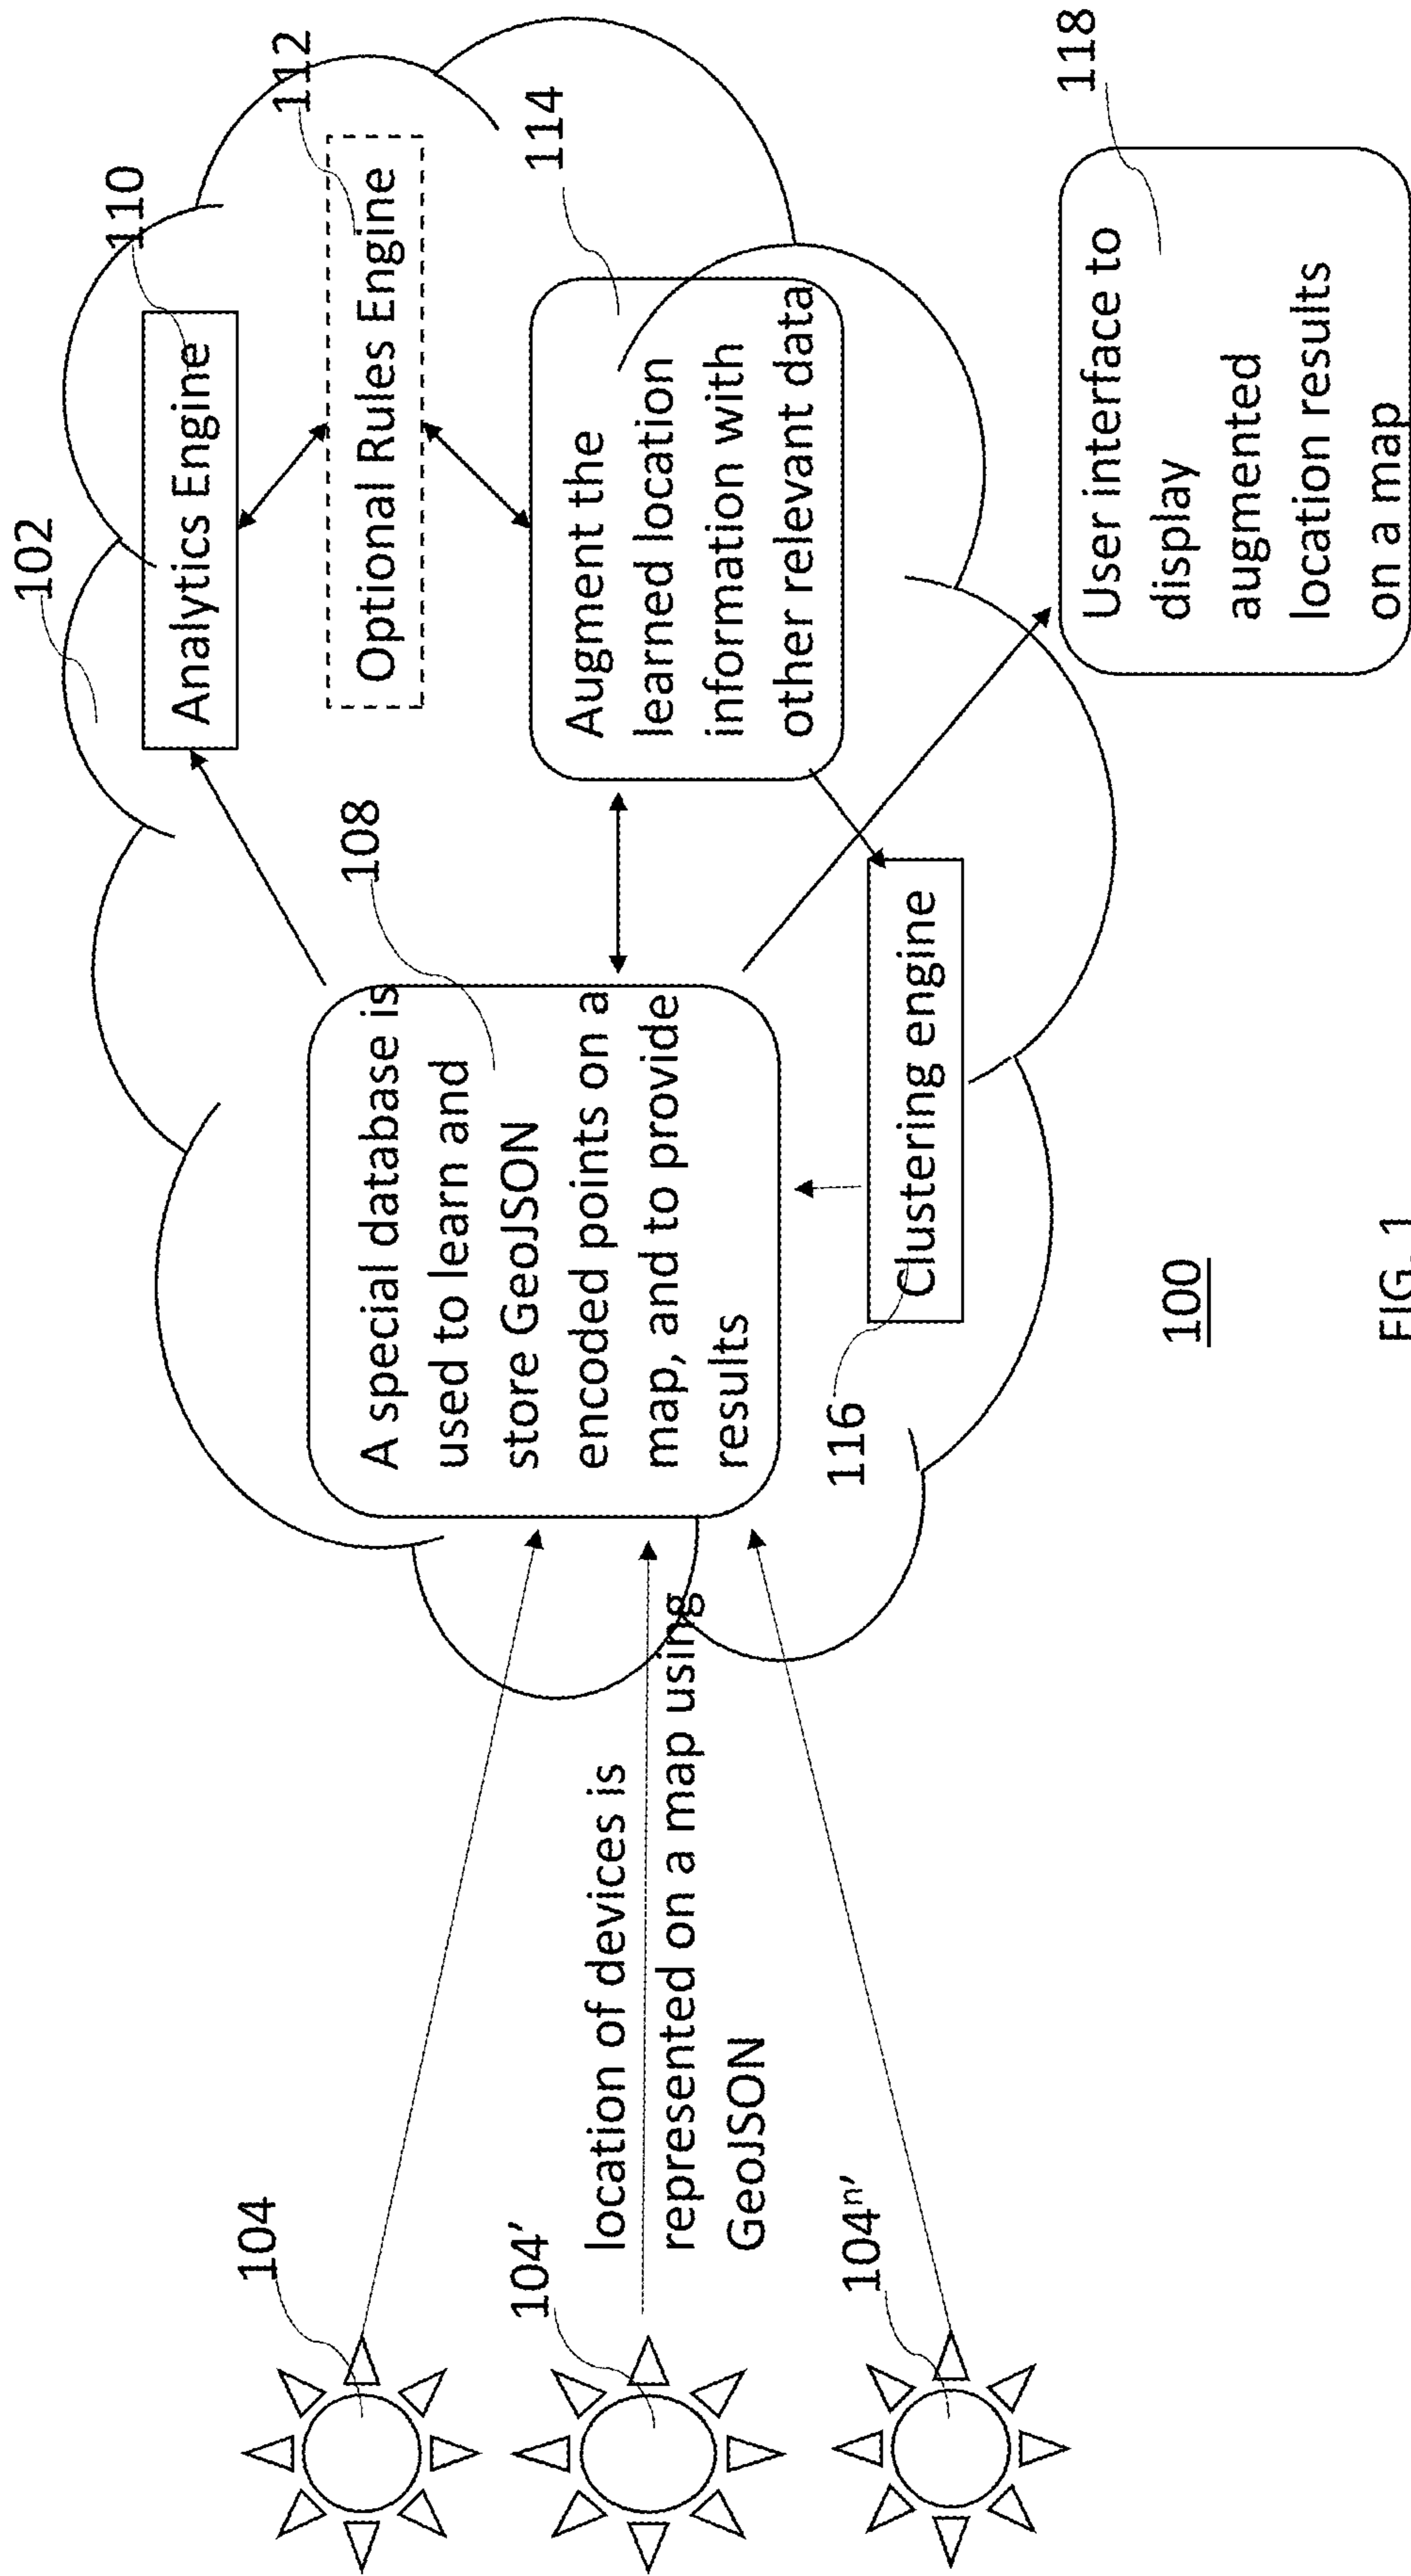 102
110
Analytics Engine
112
Optional Rules Engine
108
A special database is
used to learn and
store GeoJSON
encoded points on a
map, and to provide
results
114
Augment the
learned location
information with
other relevant data
104
104'
location of devices is
represented on a map using
GeoJSON
104n'
116
Clustering engine
118
User interface to
display
augmented
location results
on a map
100
FIG. 1